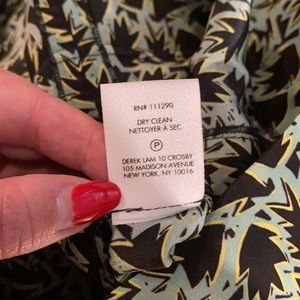 RN# 111290
DRY CLEAN
NETTOYER À SEC
P
DEREK LAM 10 CROSBY
105 MADISON AVENUE
NEW YORK, NY 10016